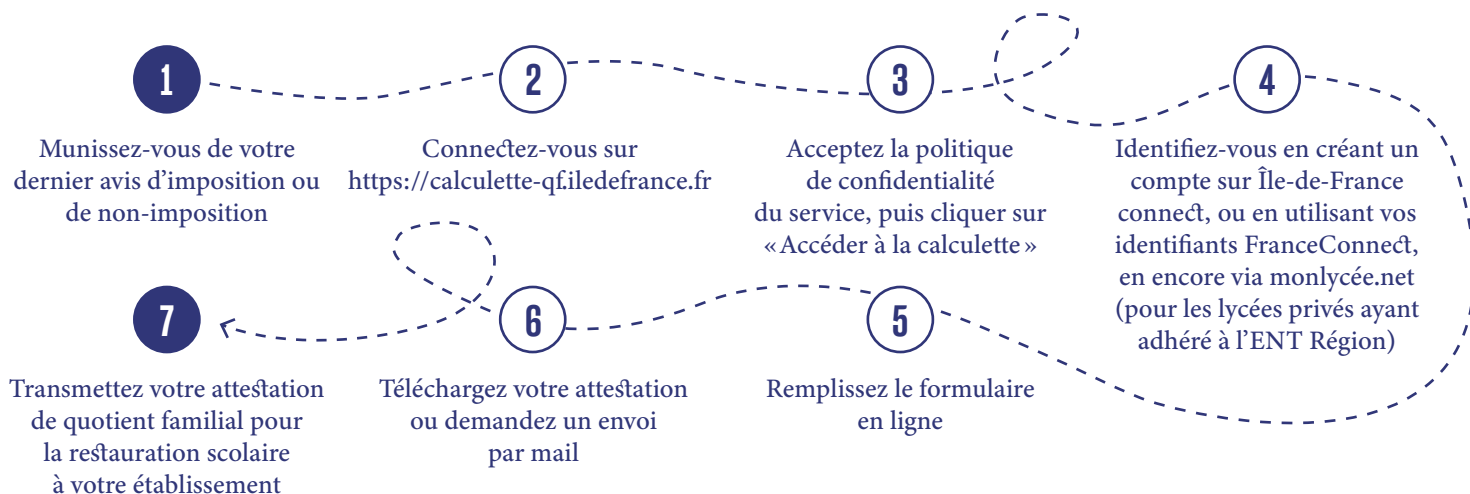 1
Munissez-vous de votre
dernier avis d’imposition ou
de non-imposition
2
Connectez-vous sur
https://calculette-qf.iledefrance.fr
3
Acceptez la politique
de confidentialité
du service, puis cliquer sur
« Accéder à la calculette »
4
Identifiez-vous en créant un
compte sur Île-de-France
connect, ou en utilisant vos
identifiants FranceConnect,
en encore via monlycée.net
(pour les lycées privés ayant
adhéré à l’ENT Région)
5
Remplissez le formulaire
en ligne
6
Téléchargez votre attestation
ou demandez un envoi
par mail
7
Transmettez votre attestation
de quotient familial pour
la restauration scolaire
à votre établissement